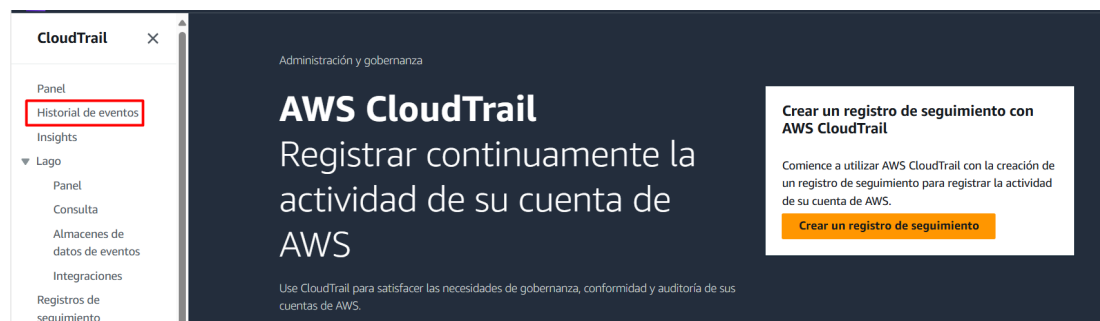 CloudTrail
Panel
Historial de eventos
Insights
Lago
Panel
Consulta
Almacenes de
datos de eventos
Integraciones
Registros de
seguimiento
Administración y gobernanza
AWS CloudTrail
Registrar continuamente la
actividad de su cuenta de
AWS
Use CloudTrail para satisfacer las necesidades de gobernanza, conformidad y auditoría de sus
cuentas de AWS.
Crear un registro de seguimiento con
AWS CloudTrail
Comience a utilizar AWS CloudTrail con la creación de
un registro de seguimiento para registrar la actividad
de su cuenta de AWS.
Crear un registro de seguimiento